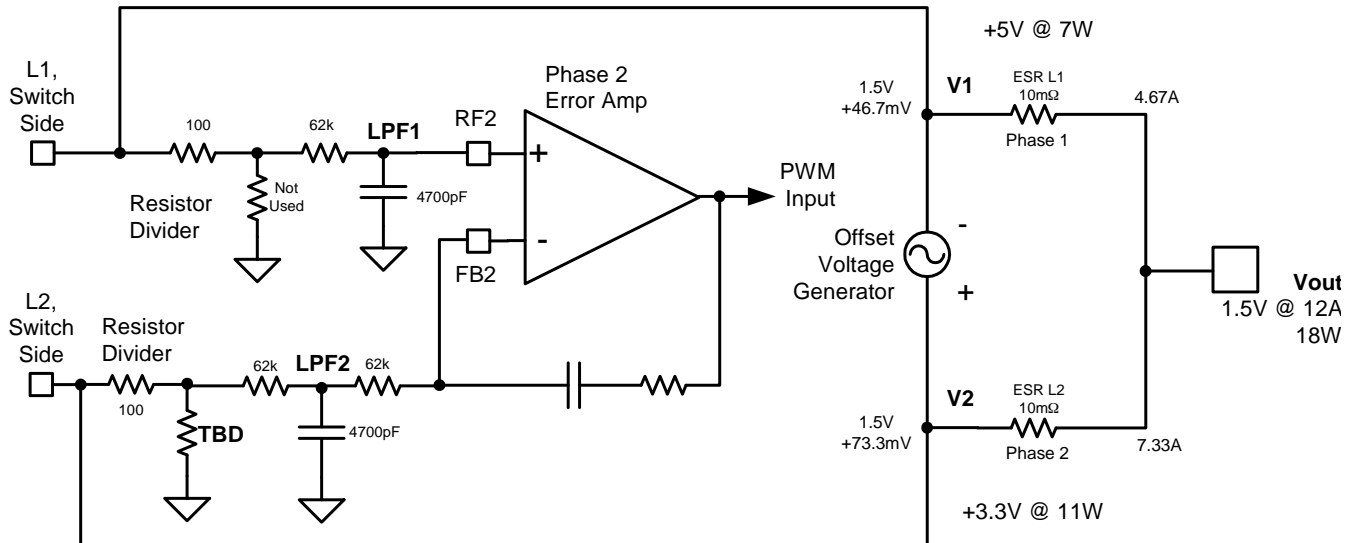 +5V @ 7W
L1,
Switch
Side
100
62k
LPF1
RF2
Phase 2
Error Amp
1.5V
+46.7mV
V1
ESR L1
10mΩ
4.67A
Phase 1
+
Not
Used
4700pF
Resistor
Divider
PWM
Input
-
FB2
Offset
Voltage
Generator
-
+
Vout
1.5V @ 12A
18W
L2,
Switch
Side
Resistor
Divider
62k
LPF2
62k
100
TBD
4700pF
1.5V
+73.3mV
V2
ESR L2
10mΩ
7.33A
Phase 2
+3.3V @ 11W